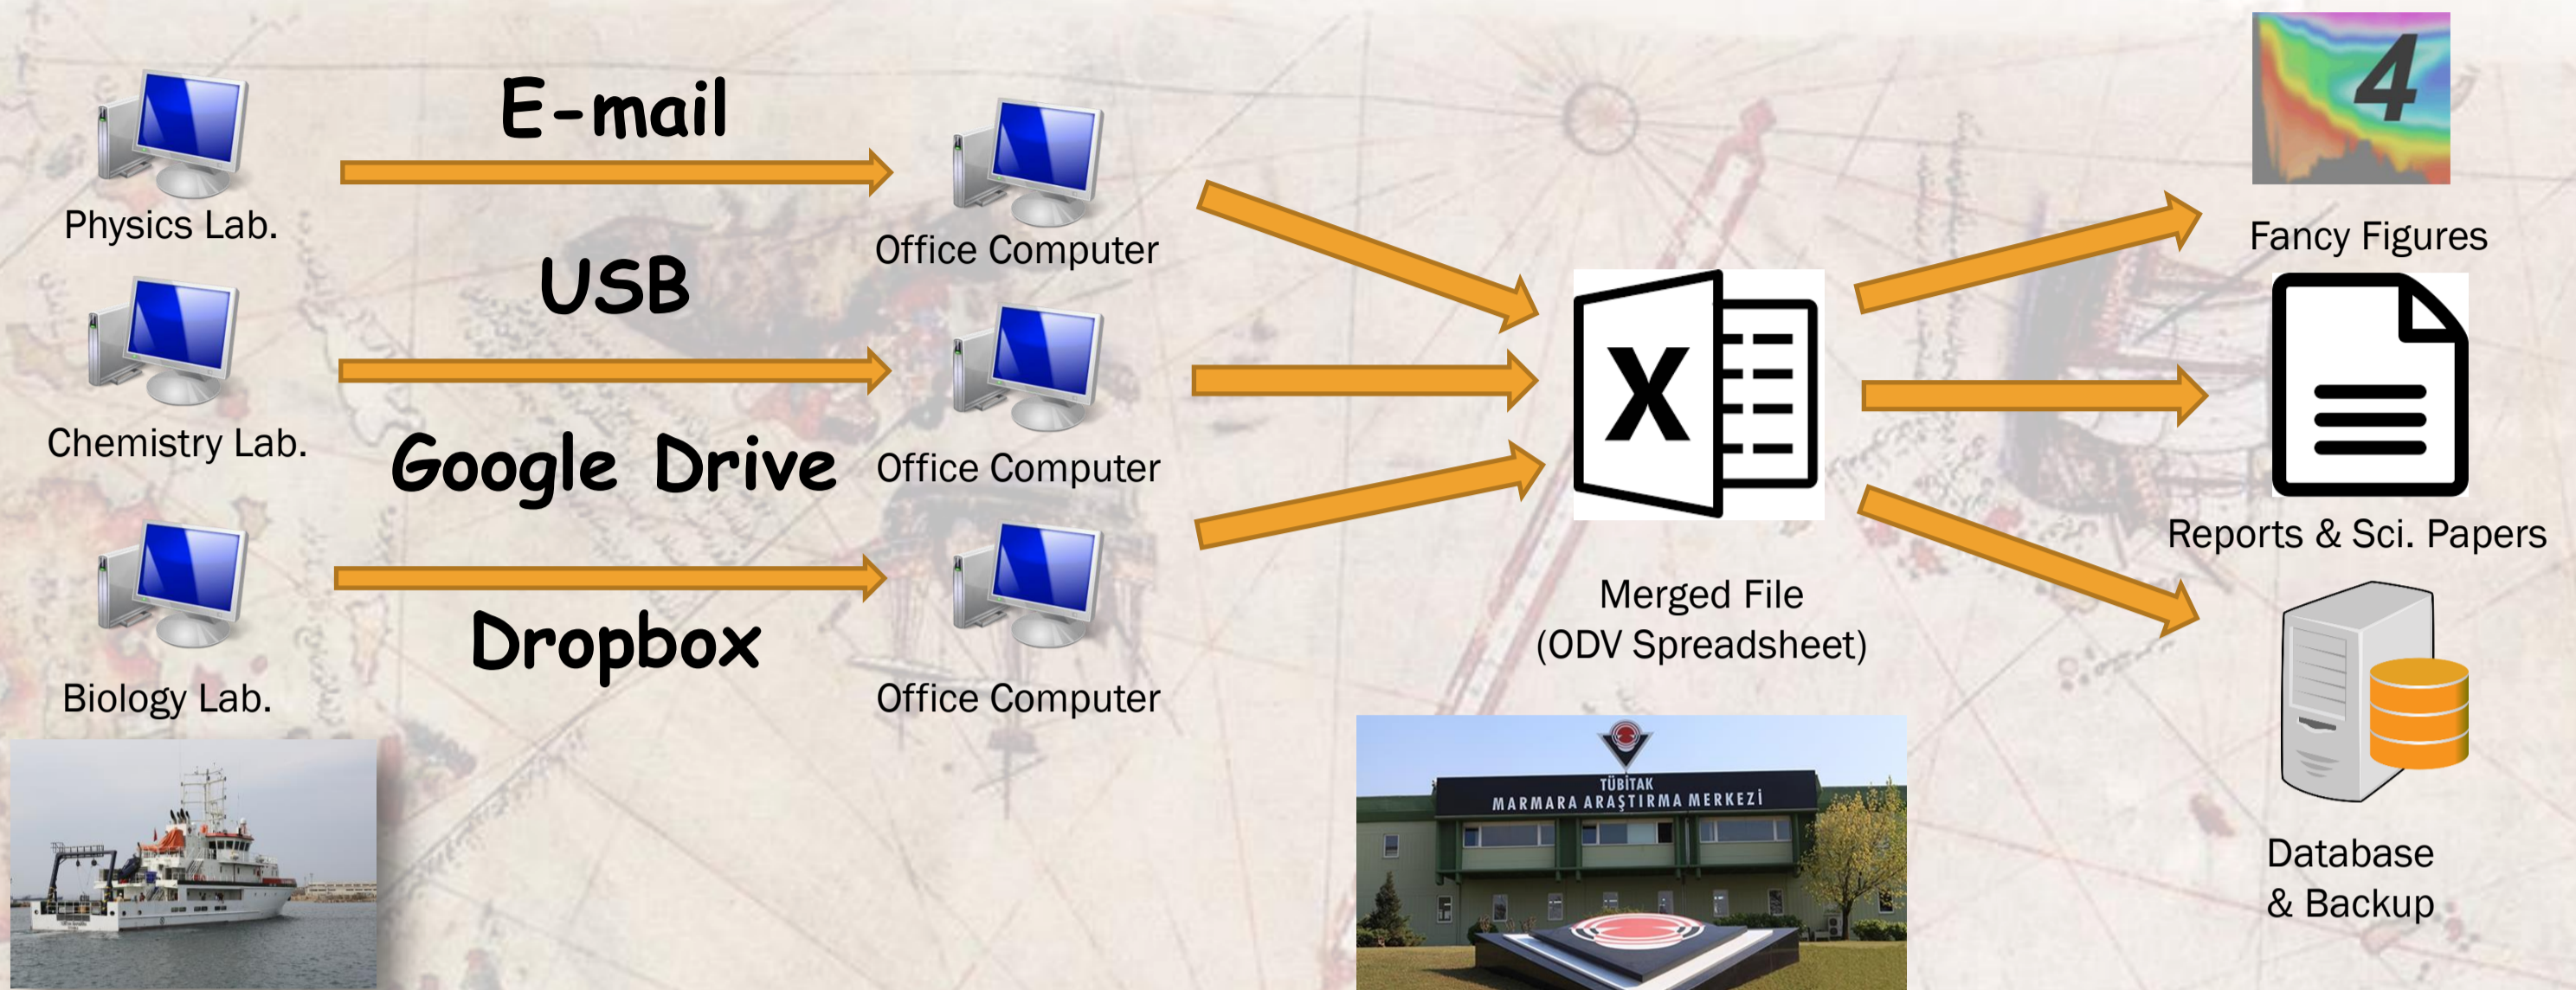 E-mail
Physics Lab.
Office Computer
USB
Chemistry Lab.
Google Drive
Office Computer
Dropbox
Biology Lab.
Office Computer
X
Merged File
(ODV Spreadsheet)
TÜBİTAK
MARMARA ARAŞTIRMA MERKEZİ
4
Fancy Figures
Reports & Sci. Papers
Database
& Backup